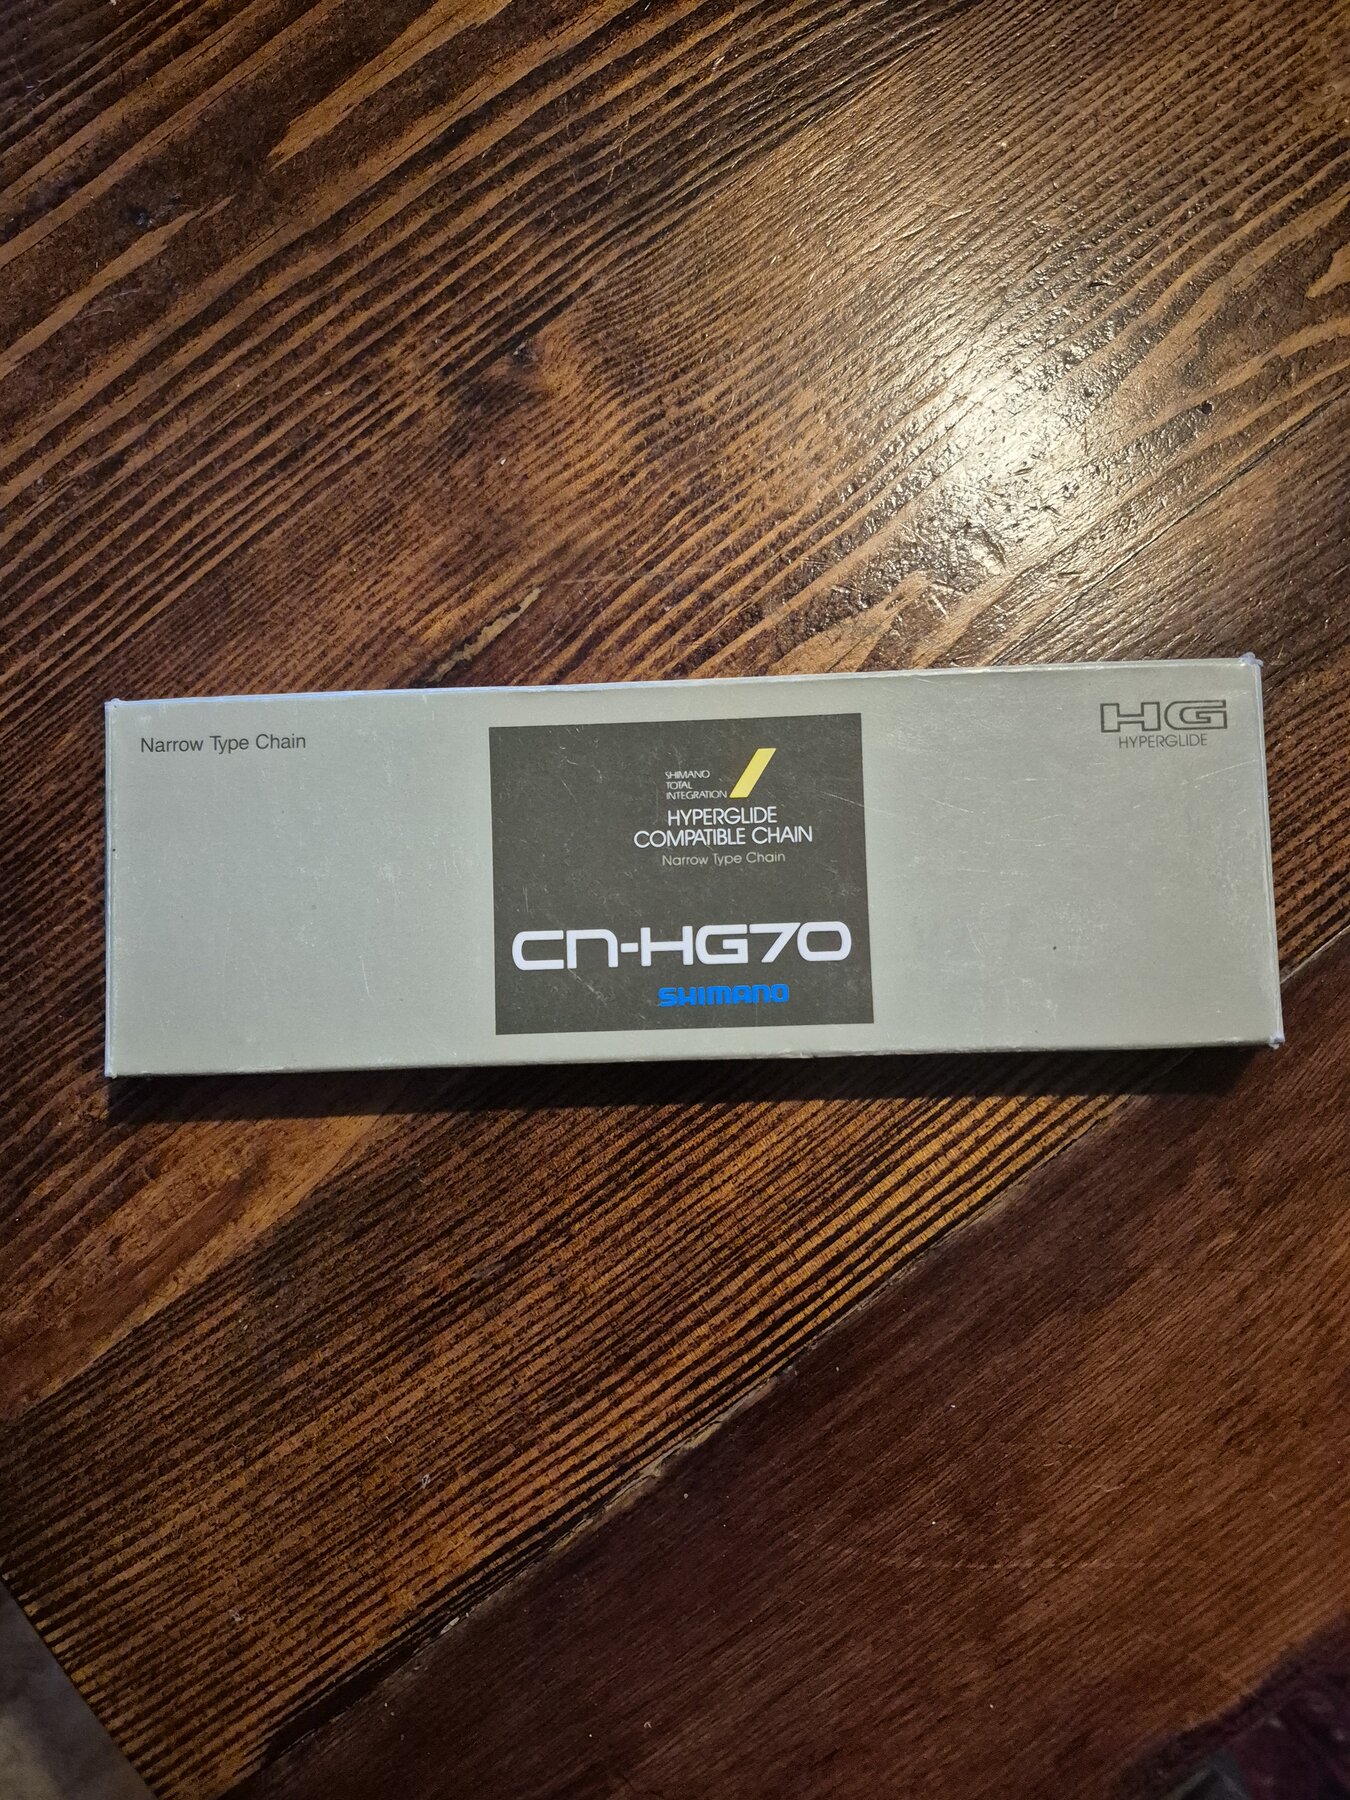 Narrow Type Chain
SHIMANO
TOTAL
INTEGRATION
HYPERGLIDE
COMPATIBLE CHAIN
Narrow Type Chain
CN-HG70
SHIMANO
HG
HYPERGLIDE